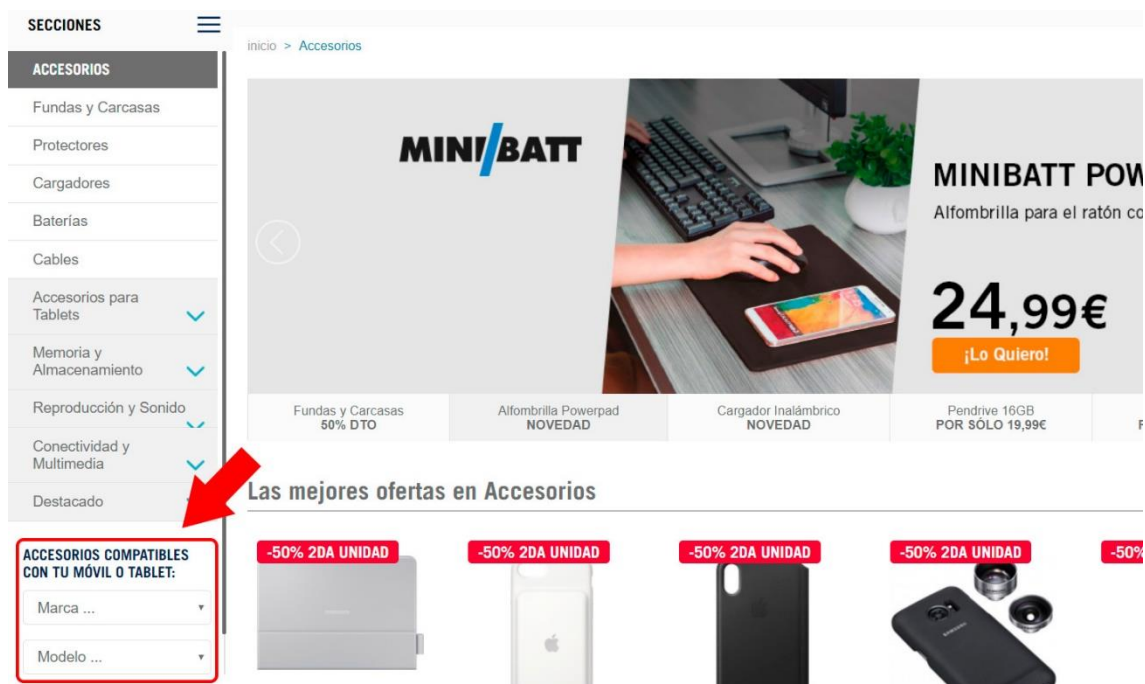 SECCIONES
ACCESORIOS
Fundas y Carcasas
Protectores
Cargadores
Baterías
Cables
Accesorios para
Tablets
Memoria y
Almacenamiento
Reproducción y Sonido
Conectividad y
Multimedia
Destacado
ACCESORIOS COMPATIBLES
CON TU MÓVIL O TABLET:
Marca ...
Modelo ...
inicio > Accesorios
MINI/BATT
MINIBATT POW
Alfombrilla para el ratón co
24,99€
¡Lo Quiero!
Fundas y Carcasas
50% DTO
Alfombrilla Powerpad
NOVEDAD
Cargador Inalámbrico
NOVEDAD
Pendrive 16GB
POR SÓLO 19,99€
Las mejores ofertas en Accesorios
-50% 2DA UNIDAD
-50% 2DA UNIDAD
-50% 2DA UNIDAD
-50% 2DA UNIDAD
-50%